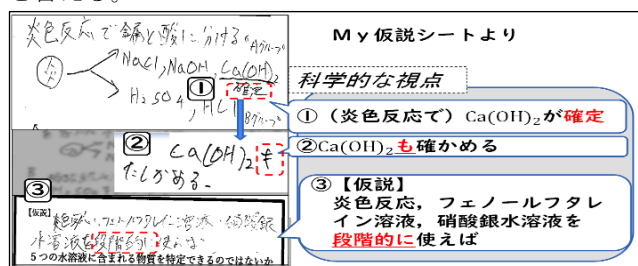 を答えた。
炎色反応で金属と酸に分ける"Aグループ"
炎
NaCl, NaOH, Ca(OH)₂
① 確定
H₂SO₄, HCl "Bグループ"
②
Ca(OH)₂も
たしかめる。
③
【仮説】
炎色反応,フェノールフタレイン溶液,硝酸銀
水溶液を段階的に使えば
5つの水溶液に含まれる物質を特定できるのではないか
My仮説シートより
科学的な視点
①(炎色反応で)Ca(OH)₂が確定
②Ca(OH)₂も確かめる
③【仮説】
炎色反応,フェノールフタレ
イン溶液,硝酸銀水溶液を
段階的に使えば